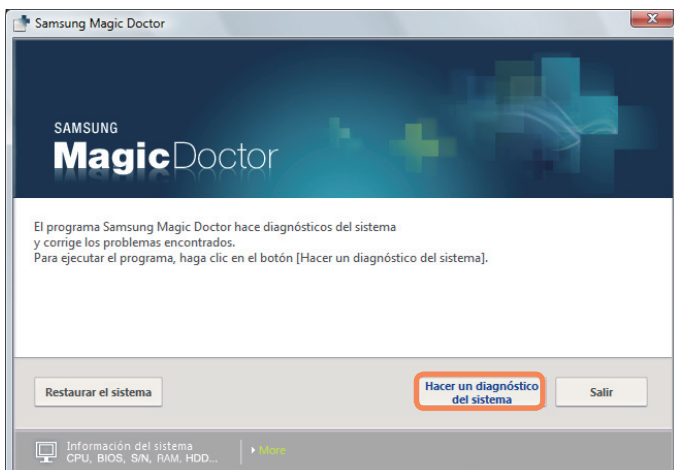 Samsung Magic Doctor
SAMSUNG
MagicDoctor
El programa Samsung Magic Doctor hace diagnósticos del sistema
y corrige los problemas encontrados.
Para ejecutar el programa, haga clic en el botón [Hacer un diagnóstico del sistema].
Restaurar el sistema
Hacer un diagnóstico
del sistema
Salir
Información del sistema
CPU, BIOS, S/N, RAM, HDD...
More